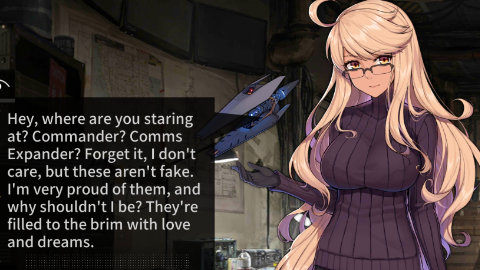 Hey, where are you staring
at? Commander? Comms
Expander? Forget it, I don't
care, but these aren't fake.
I'm very proud of them, and
why shouldn't I be? They're
filled to the brim with love
and dreams.